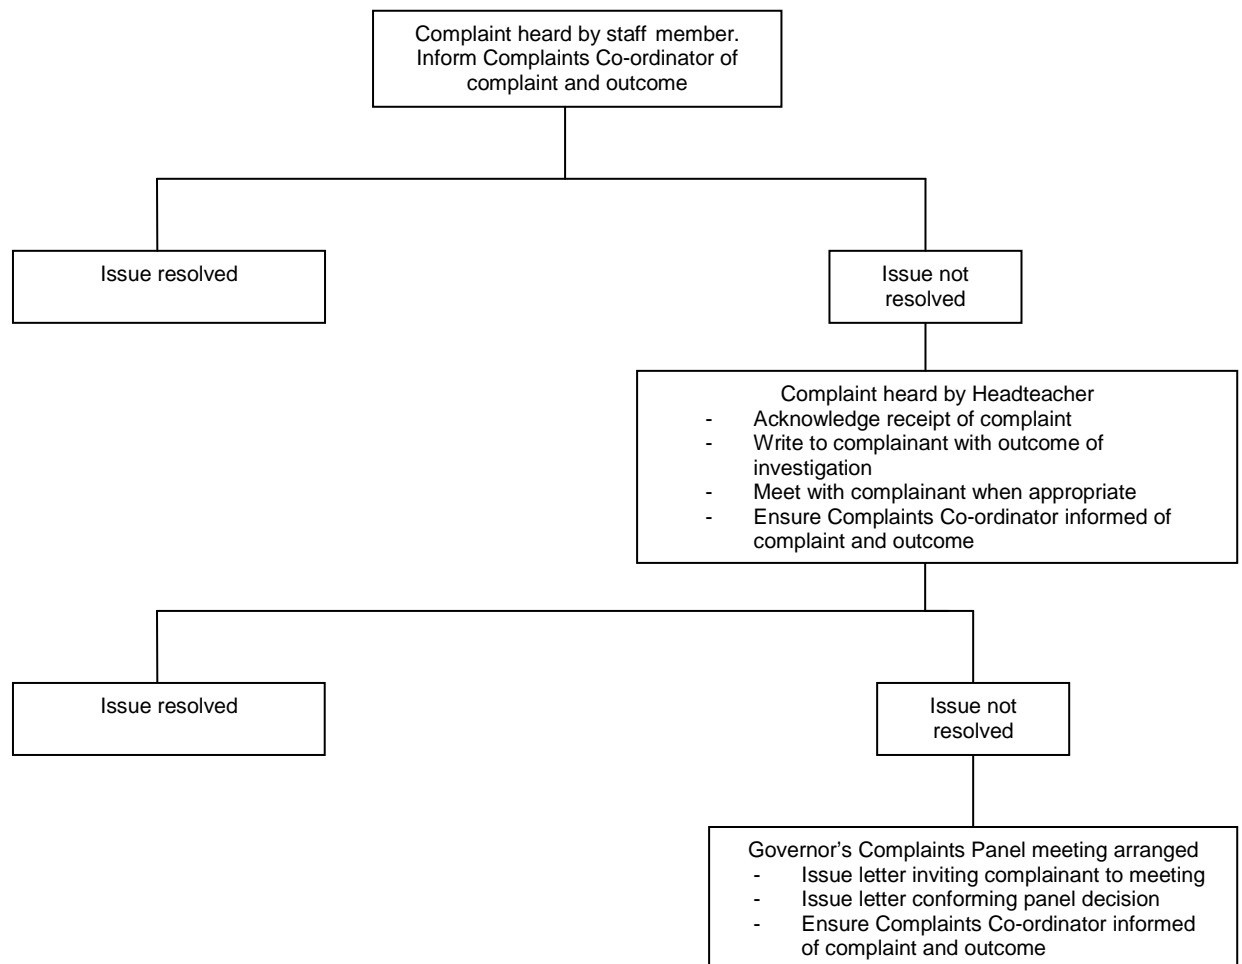 Complaint heard by staff member.
Inform Complaints Co-ordinator of
complaint and outcome
Issue resolved
Issue not
resolved
Complaint heard by Headteacher
- Acknowledge receipt of complaint
- Write to complainant with outcome of
investigation
- Meet with complainant when appropriate
- Ensure Complaints Co-ordinator informed of
complaint and outcome
Issue resolved
Issue not
resolved
Governor's Complaints Panel meeting arranged
- Issue letter inviting complainant to meeting
- Issue letter conforming panel decision
- Ensure Complaints Co-ordinator informed
of complaint and outcome